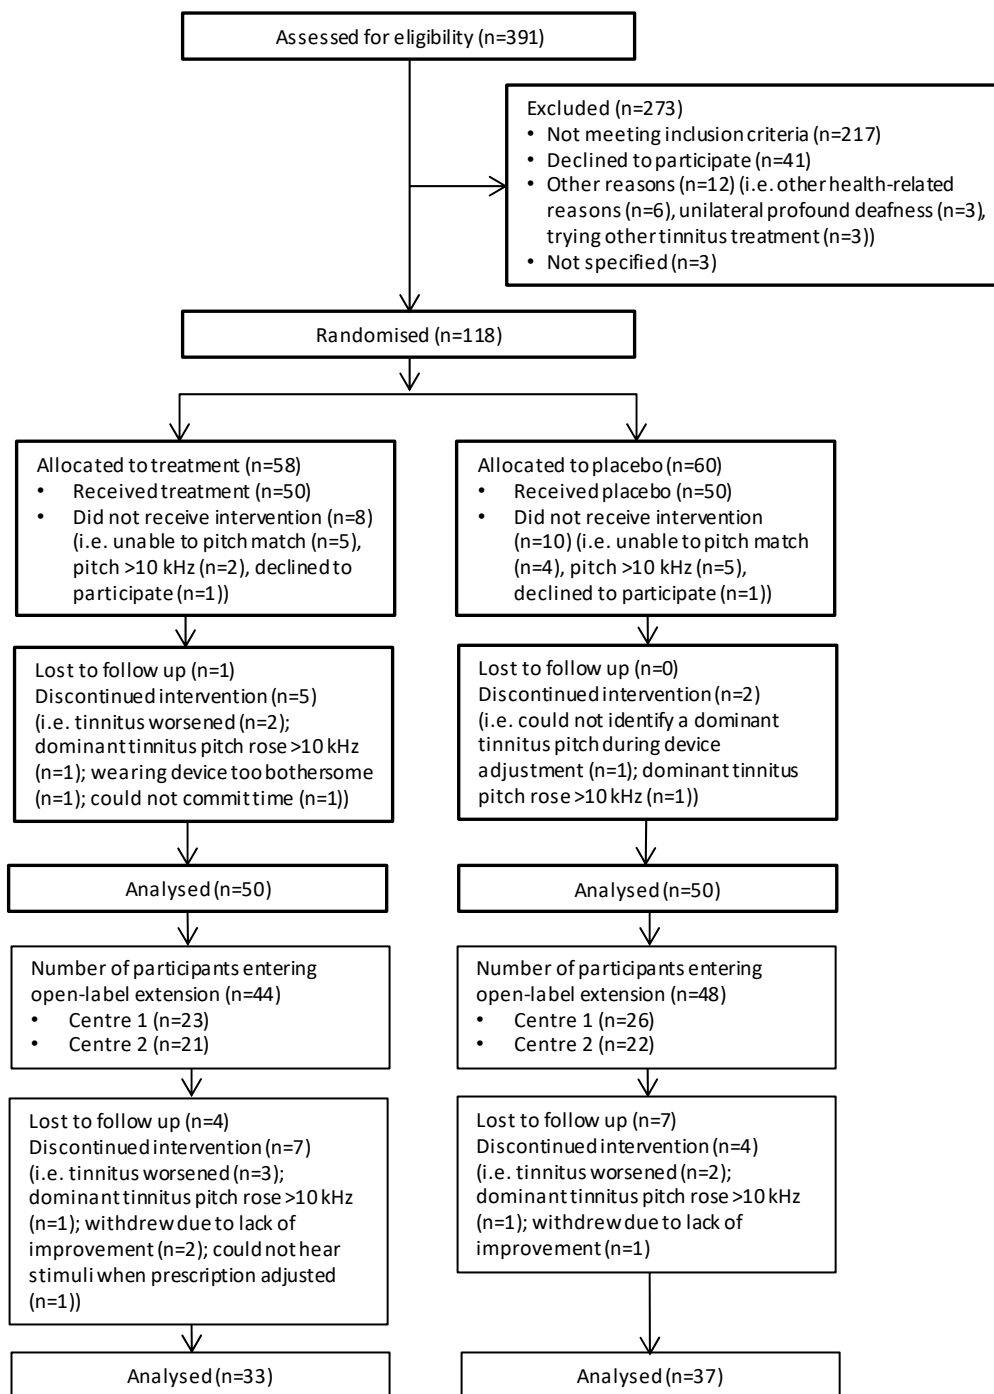 Assessed for eligibility (n=391)
Excluded (n=273)
• Not meeting inclusion criteria (n=217)
• Declined to participate (n=41)
• Other reasons (n=12) (i.e. other health-related
reasons (n=6), unilateral profound deafness (n=3),
trying other tinnitus treatment (n=3))
• Not specified (n=3)
Randomised (n=118)
Allocated to treatment (n=58)
• Received treatment (n=50)
• Did not receive intervention (n=8)
(i.e. unable to pitch match (n=5),
pitch >10 kHz (n=2), declined to
participate (n=1))
Allocated to placebo (n=60)
• Received placebo (n=50)
• Did not receive intervention
(n=10) (i.e. unable to pitch match
(n=4), pitch >10 kHz (n=5),
declined to participate (n=1))
Lost to follow up (n=1)
Discontinued intervention (n=5)
(i.e. tinnitus worsened (n=2);
dominant tinnitus pitch rose >10 kHz
(n=1); wearing device too bothersome
(n=1); could not commit time (n=1))
Lost to follow up (n=0)
Discontinued intervention (n=2)
(i.e. could not identify a dominant
tinnitus pitch during device
adjustment (n=1); dominant tinnitus
pitch rose >10 kHz (n=1))
Analysed (n=50)
Analysed (n=50)
Number of participants entering
open-label extension (n=44)
• Centre 1 (n=23)
• Centre 2 (n=21)
Number of participants entering
open-label extension (n=48)
• Centre 1 (n=26)
• Centre 2 (n=22)
Lost to follow up (n=4)
Discontinued intervention (n=7)
(i.e. tinnitus worsened (n=3);
dominant tinnitus pitch rose >10 kHz
(n=1); withdrew due to lack of
improvement (n=2); could not hear
stimuli when prescription adjusted
(n=1))
Lost to follow up (n=7)
Discontinued intervention (n=4)
(i.e. tinnitus worsened (n=2);
dominant tinnitus pitch rose >10 kHz
(n=1); withdrew due to lack of
improvement (n=1)
Analysed (n=33)
Analysed (n=37)